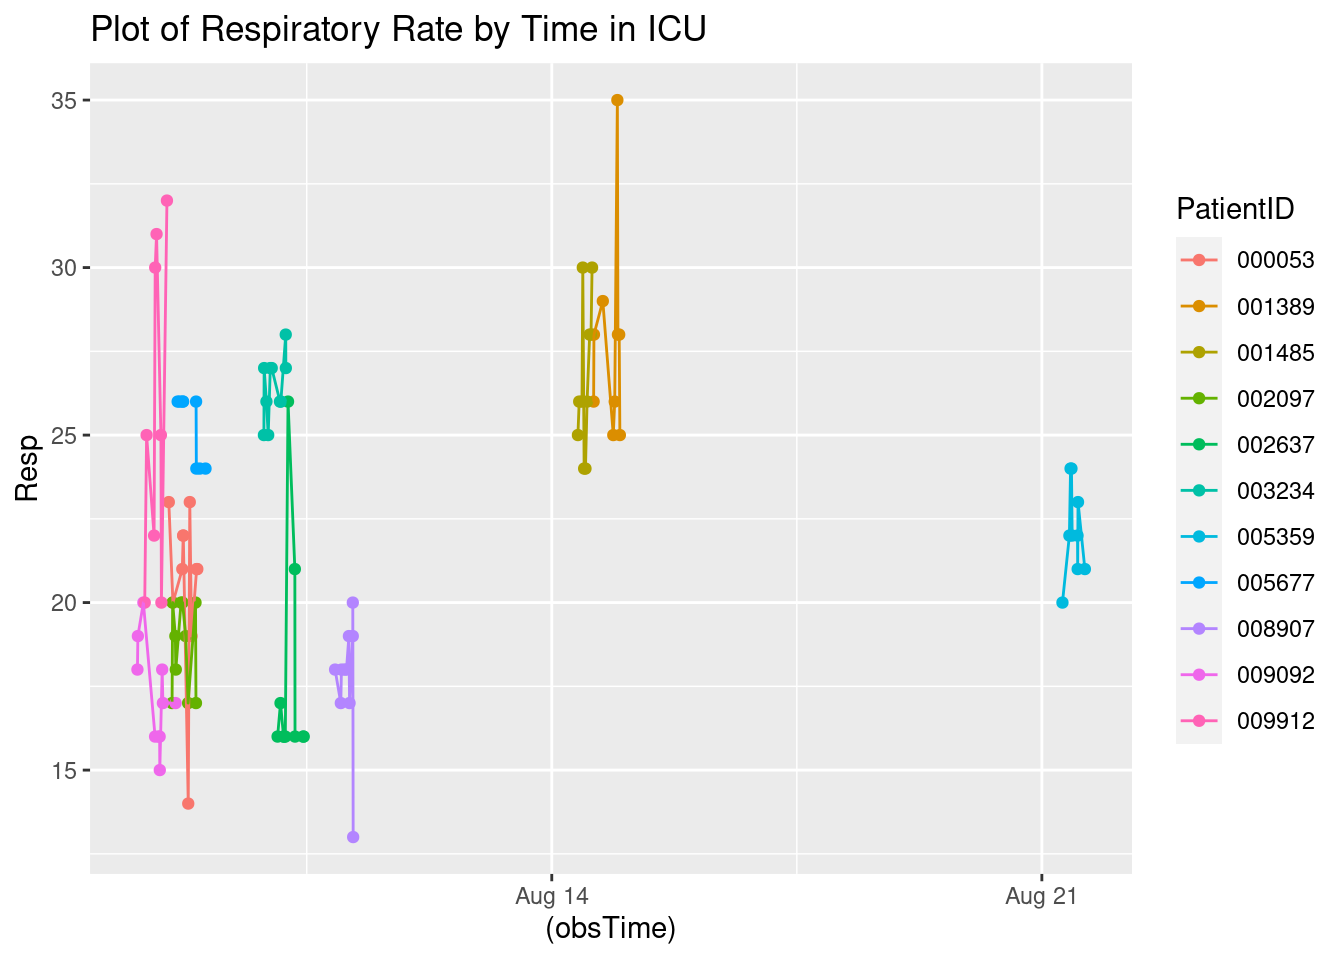 Plot of Respiratory Rate by Time in ICU
35
30
25
20
15
Resp
Aug 14
Aug 21
(obsTime)
PatientID
000053
001389
001485
002097
002637
003234
005359
005677
008907
009092
009912